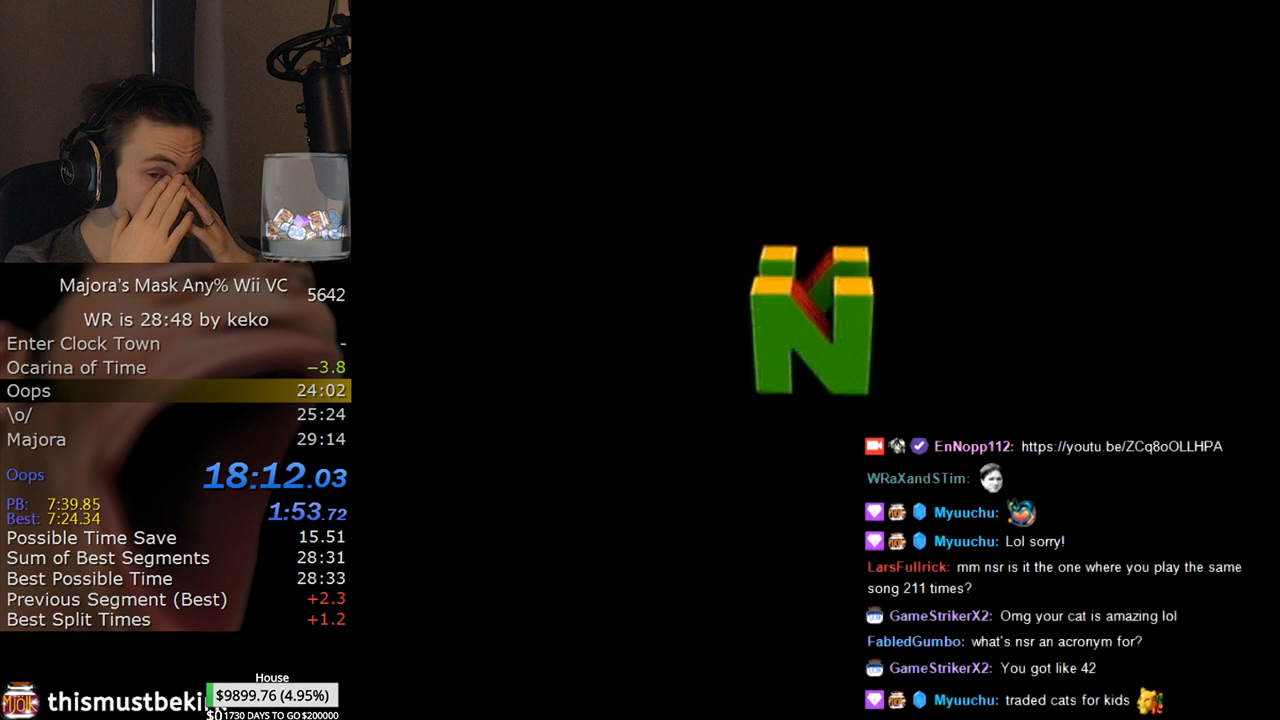 Majora's Mask Any% Wii VC
5642
WR is 28:48 by keko
Enter Clock Town -
Ocarina of Time −3.8
Oops 24:02
\o/ 25:24
Majora 29:14
Oops 18:12.03
PB: 7:39.85
Best: 7:24.34
1:53.72
Possible Time Save 15.51
Sum of Best Segments 28:31
Best Possible Time 28:33
Previous Segment (Best) +2.3
Best Split Times +1.2
House
$9899.76 (4.95%)
$0 1730 DAYS TO GO $200000
MJÖLK
thismustbeki
N
EnNopp112: https://youtu.be/ZCq8oOLLHPA
WRaXandSTim:
Myuuchu:
Myuuchu: Lol sorry!
LarsFullrick: mm nsr is it the one where you play the same
song 211 times?
GameStrikerX2: Omg your cat is amazing lol
FabledGumbo: what's nsr an acronym for?
GameStrikerX2: You got like 42
Myuuchu: traded cats for kids